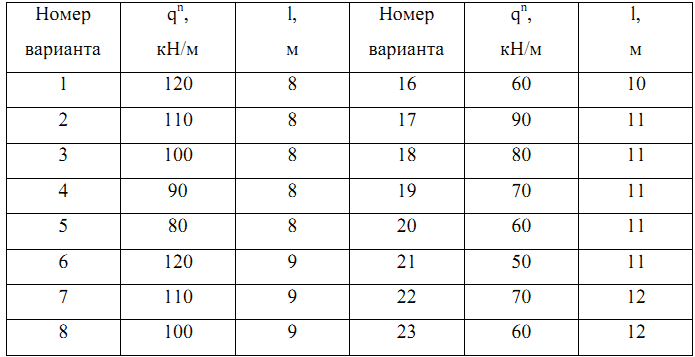 Номер qⁿ, l, Номер qⁿ, l,
варианта кН/м м варианта кН/м м
1 120 8 16 60 10
2 110 8 17 90 11
3 100 8 18 80 11
4 90 8 19 70 11
5 80 8 20 60 11
6 120 9 21 50 11
7 110 9 22 70 12
8 100 9 23 60 12